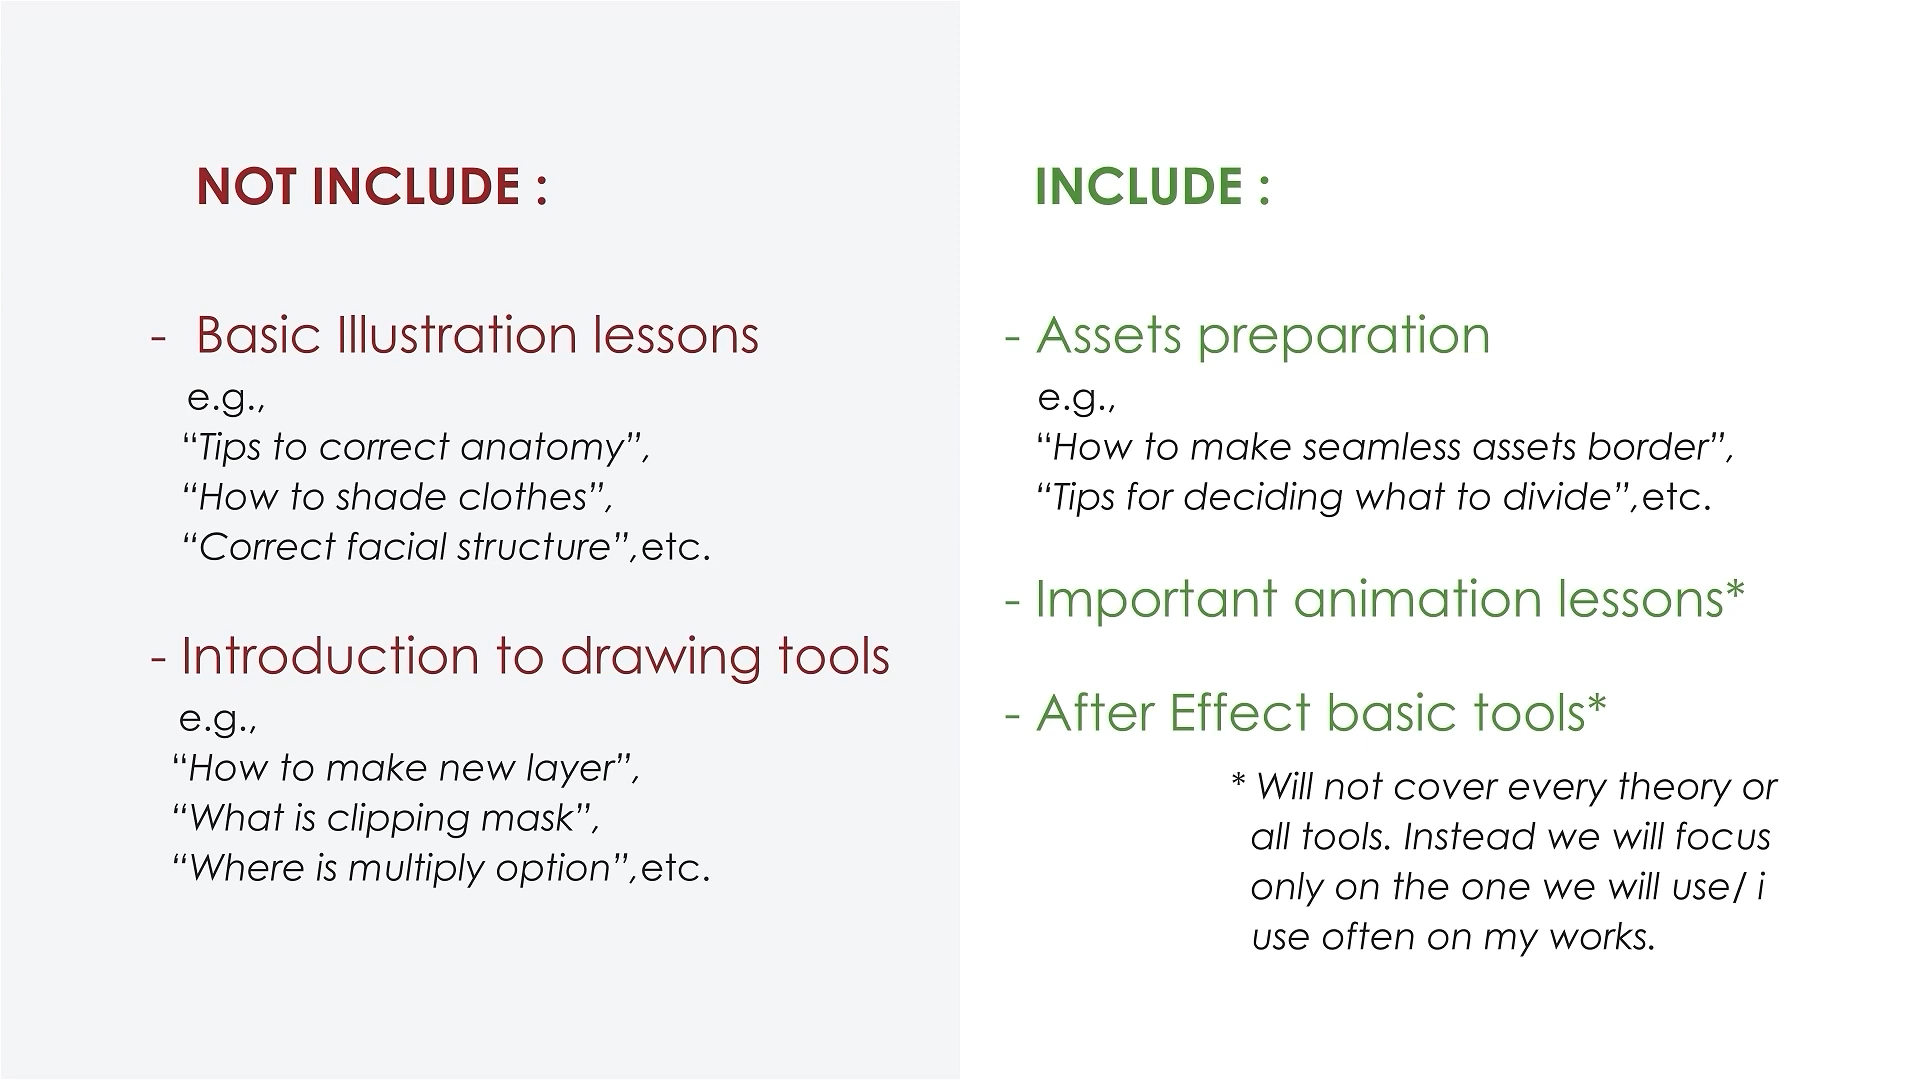 NOT INCLUDE :
- Basic Illustration lessons
e.g.,
“Tips to correct anatomy”,
“How to shade clothes”,
“Correct facial structure”,etc.
- Introduction to drawing tools
e.g.,
“How to make new layer”,
“What is clipping mask”,
“Where is multiply option”,etc.
INCLUDE :
- Assets preparation
e.g.,
“How to make seamless assets border”,
“Tips for deciding what to divide”,etc.
- Important animation lessons*
- After Effect basic tools*
* Will not cover every theory or
all tools. Instead we will focus
only on the one we will use/ i
use often on my works.